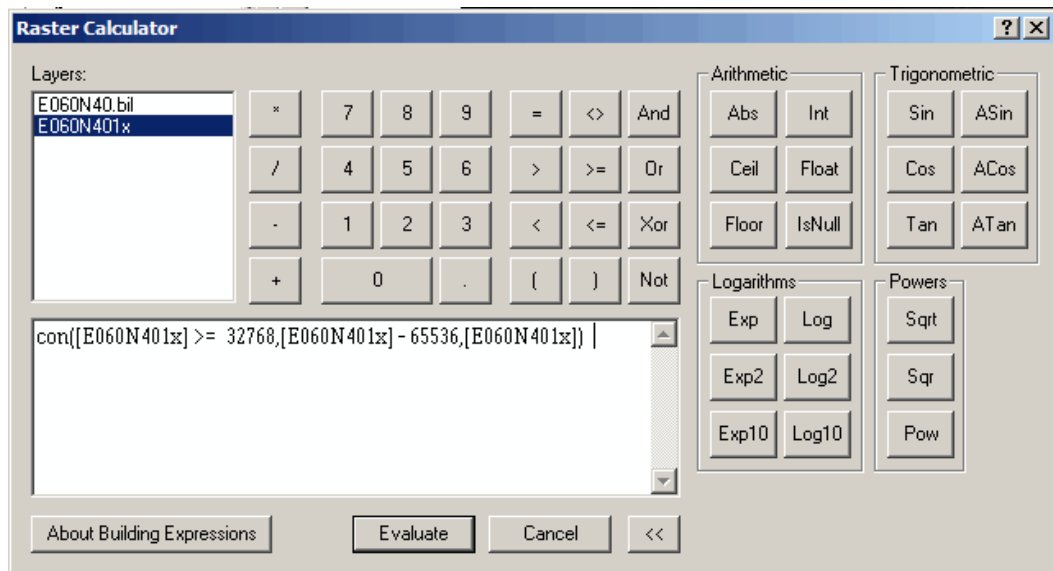 Raster Calculator
? ×
Layers:
E060N40.bil
E060N401x
* 7 8 9 = <> And
/ 4 5 6 > >= Or
- 1 2 3 < <= Xor
+ 0 . ( ) Not
Arithmetic
Abs Int
Ceil Float
Floor IsNull
Trigonometric
Sin ASin
Cos ACos
Tan ATan
Logarithms
Exp Log
Exp2 Log2
Exp10 Log10
Powers
Sqrt
Sqr
Pow
con([E060N401x] >=  32768,[E060N401x] - 65536,[E060N401x])
About Building Expressions
Evaluate
Cancel
<<